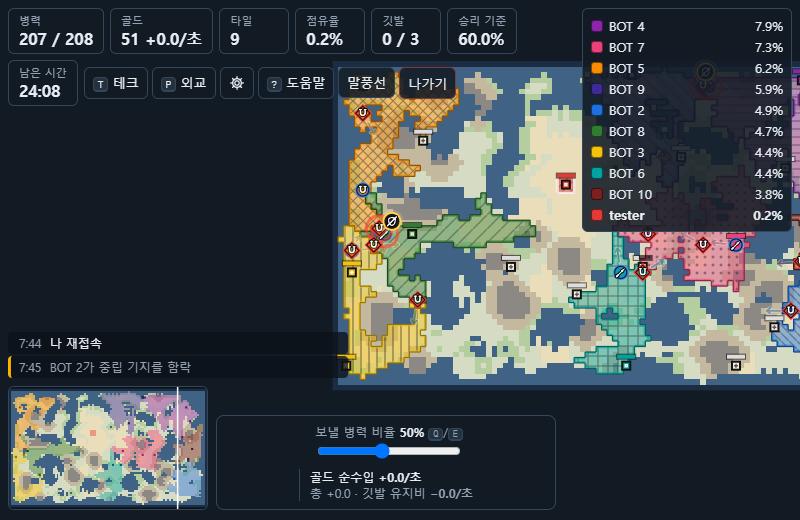 병력
207 / 208
골드
51 +0.0/초
타일
9
점유율
0.2%
깃발
0 / 3
승리 기준
60.0%
남은 시간
24:08
T 테크
P 외교
? 도움말
말풍선
나가기
BOT 4 7.9%
BOT 7 7.3%
BOT 5 6.2%
BOT 9 5.9%
BOT 2 4.9%
BOT 8 4.7%
BOT 3 4.4%
BOT 6 4.4%
BOT 10 3.8%
tester 0.2%
7:44 나 재접속
7:45 BOT 2가 중립 기지를 함락
보낼 병력 비율 50% Q/E
골드 순수입 +0.0/초
총 +0.0 · 깃발 유지비 −0.0/초